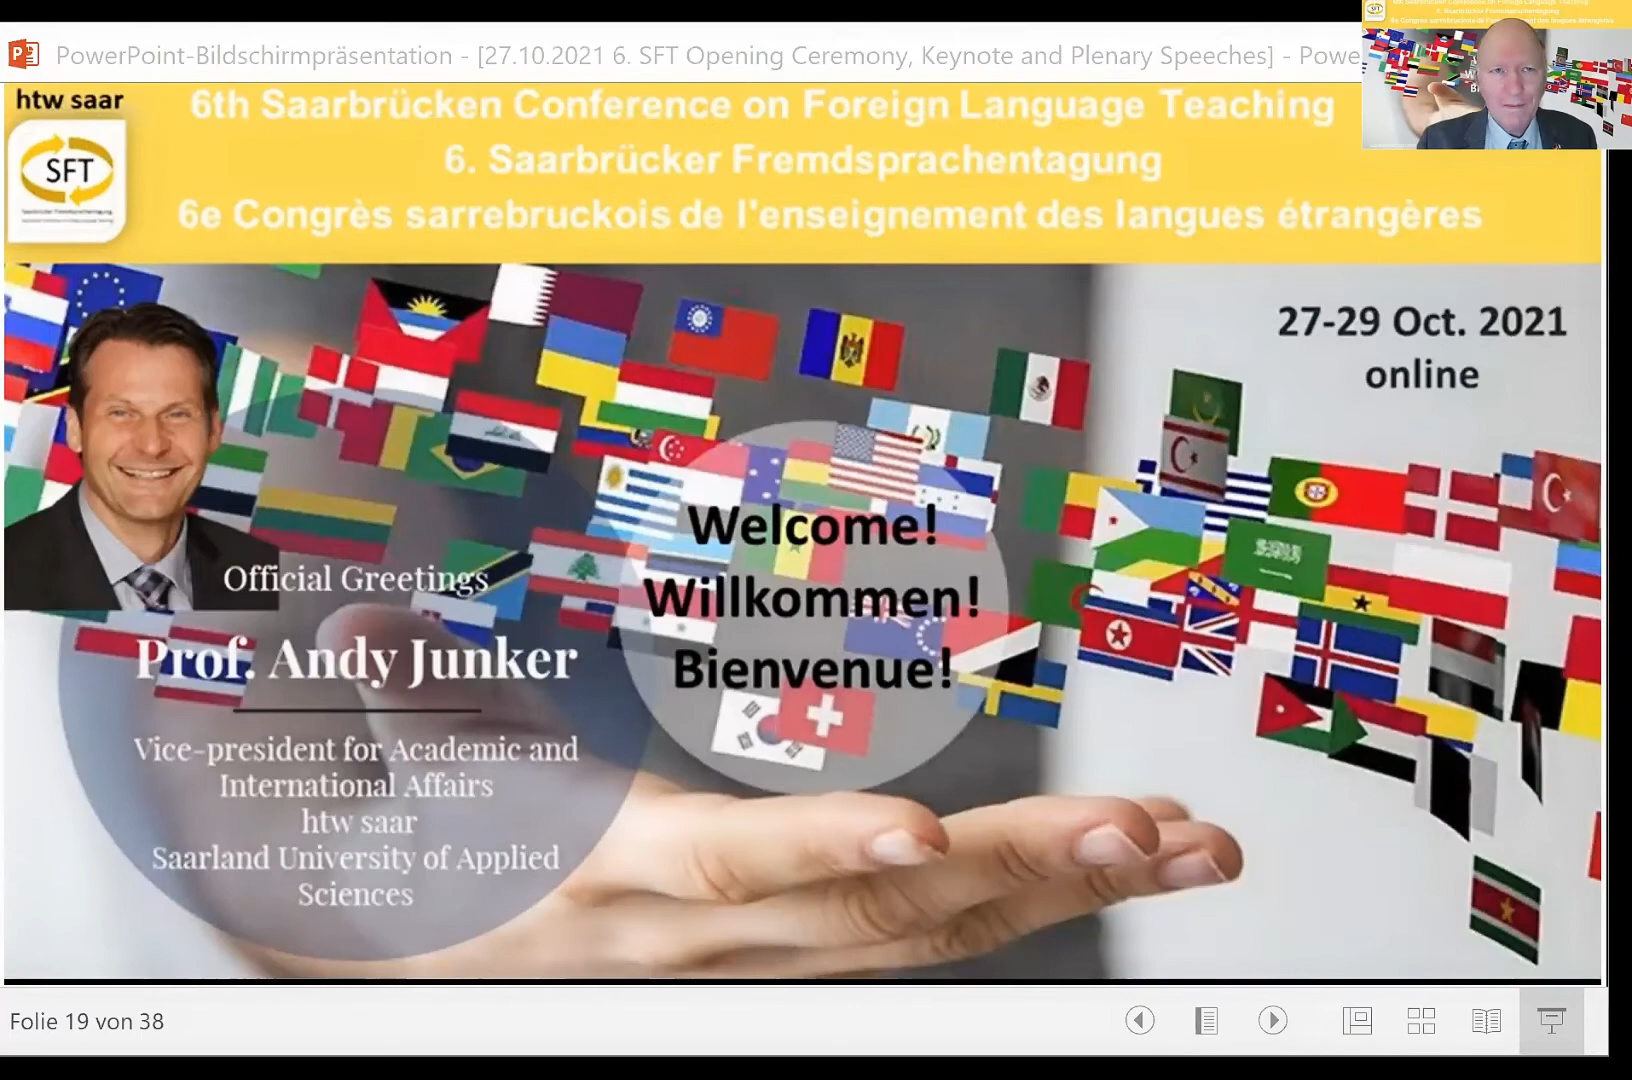 PowerPoint-Bildschirmpräsentation - [27.10.2021 6. SFT Opening Ceremony, Keynote and Plenary Speeches] - Powe
htw saar
SFT
6th Saarbrücken Conference on Foreign Language Teaching
6. Saarbrücker Fremdsprachentagung
6e Congrès sarrebruckois de l'enseignement des langues étrangères
27-29 Oct. 2021
online
Welcome!
Willkommen!
Bienvenue!
Official Greetings
Prof. Andy Junker
Vice-president for Academic and
International Affairs
htw saar
Saarland University of Applied
Sciences
Folie 19 von 38